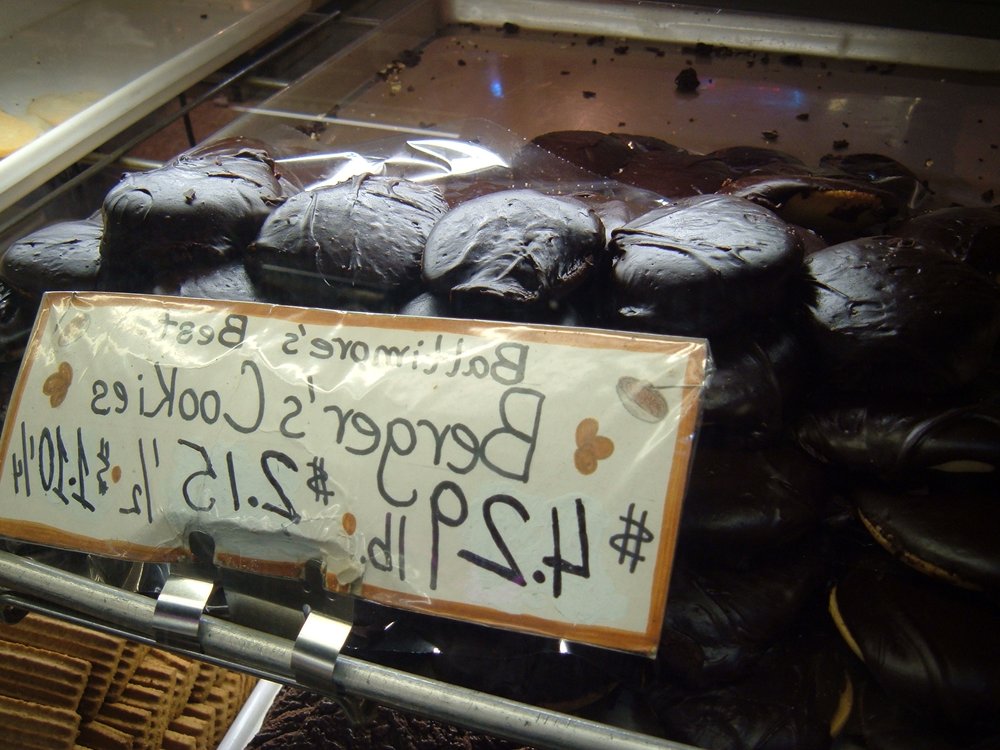 Baltimore's Best
Berger's Cookies
$4.29 lb. $2.15 1/2 $1.10 1/4